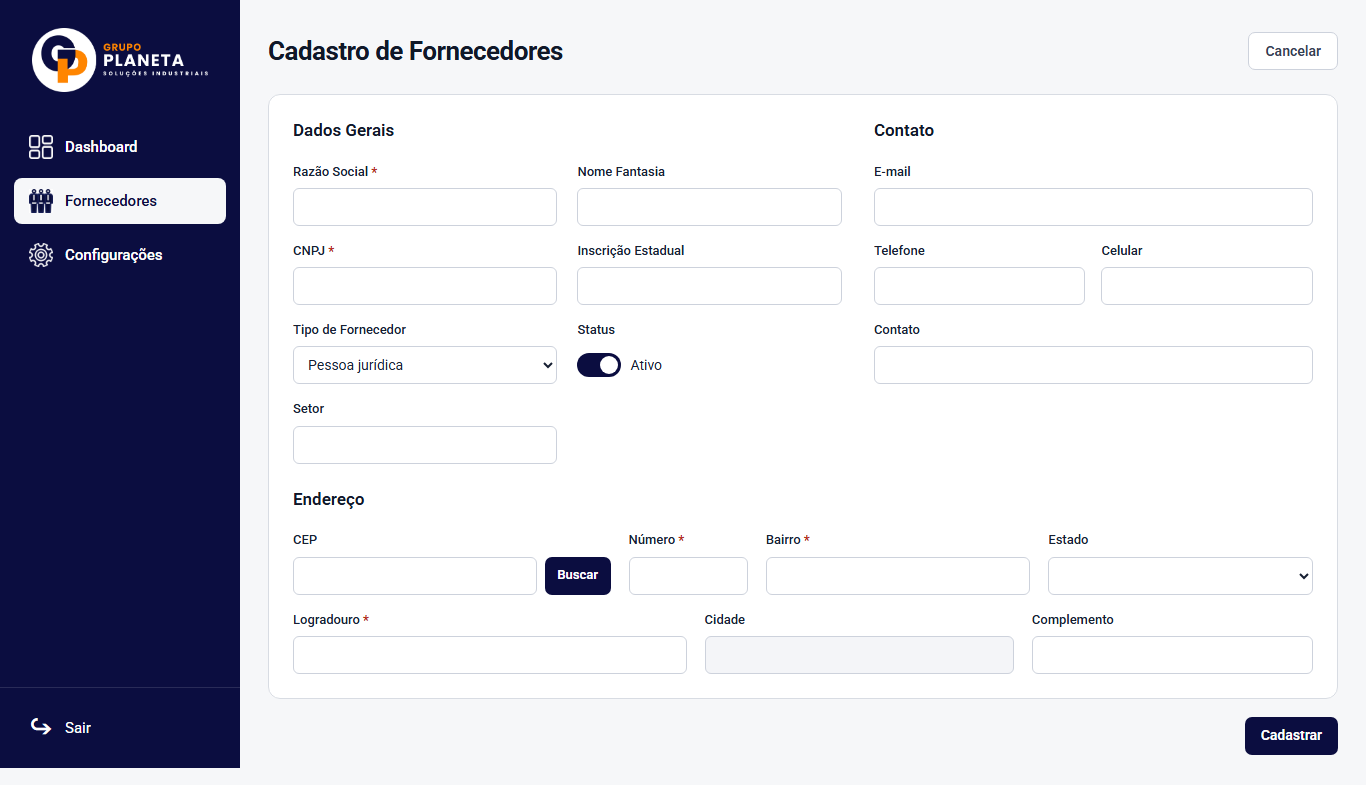 GRUPO
PLANETA
SOLUÇÕES INDUSTRIAIS
Dashboard
Fornecedores
Configurações
Sair
Cadastro de Fornecedores
Cancelar
Dados Gerais
Contato
Razão Social *
Nome Fantasia
E-mail
CNPJ *
Inscrição Estadual
Telefone
Celular
Tipo de Fornecedor
Status
Contato
Pessoa jurídica
Ativo
Setor
Endereço
CEP
Número *
Bairro *
Estado
Buscar
Logradouro *
Cidade
Complemento
Cadastrar